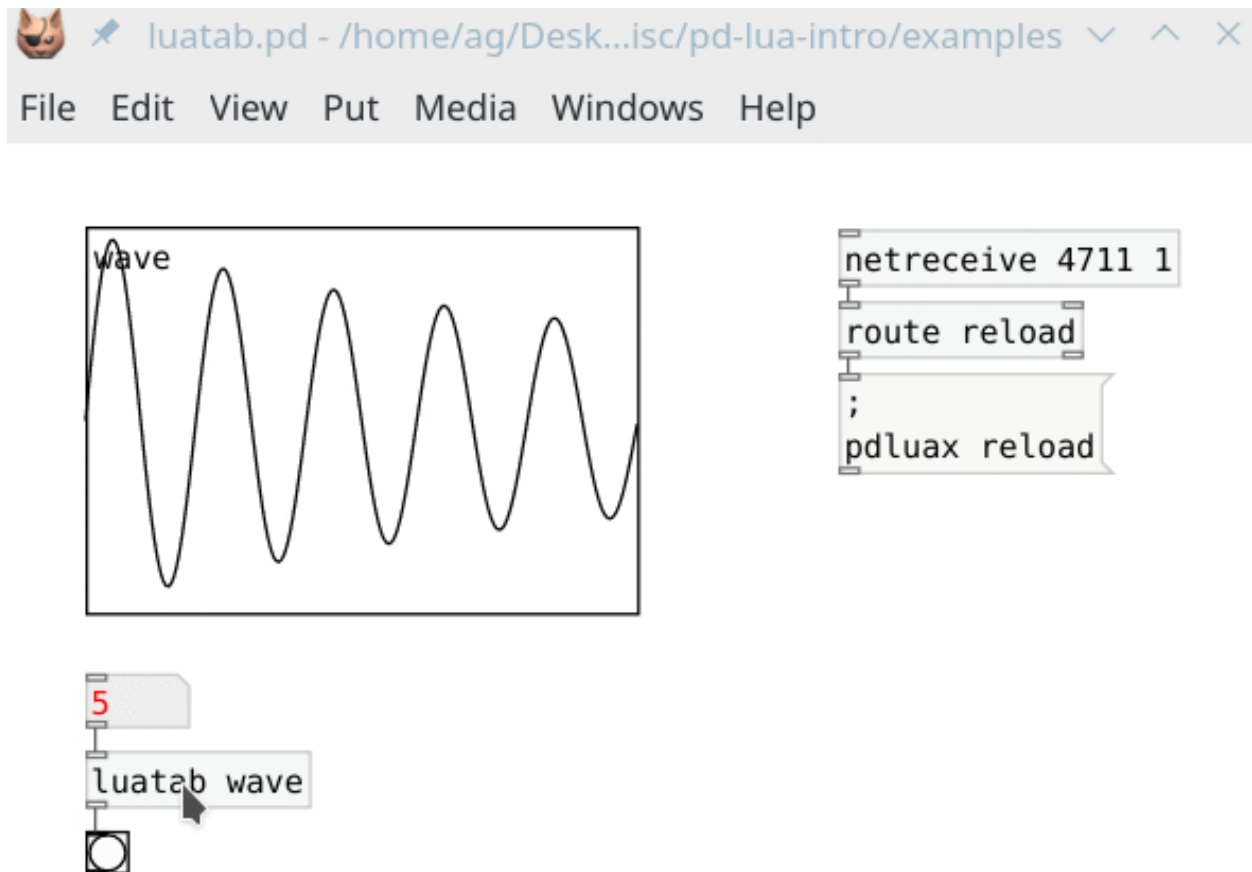 luatab.pd - /home/ag/Desk...isc/pd-lua-intro/examples
File Edit View Put Media Windows Help
wave
netreceive 4711 1
route reload
;
pdluax reload
5
luatab wave